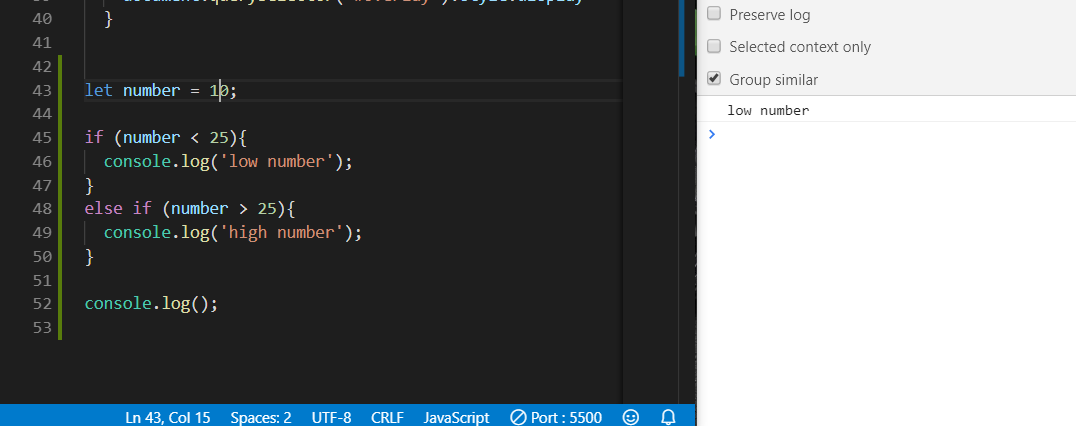 40 }
41
42
43 let number = 10;
44
45 if (number < 25){
46 console.log('low number');
47 }
48 else if (number > 25){
49 console.log('high number');
50 }
51
52 console.log();
53
Ln 43, Col 15 Spaces: 2 UTF-8 CRLF JavaScript Port : 5500
Preserve log
Selected context only
Group similar
low number